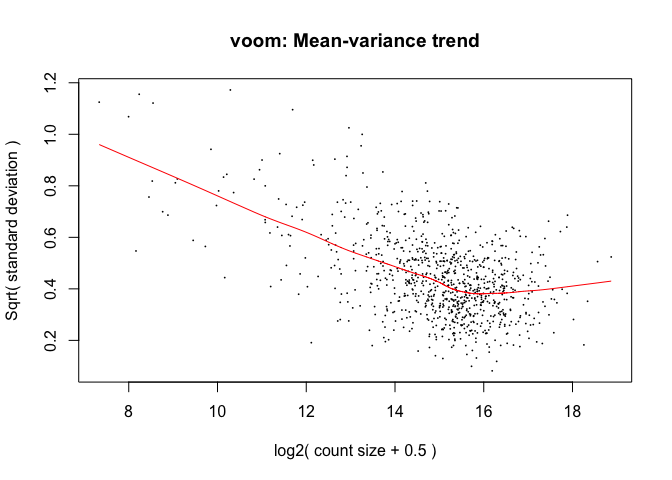 voom: Mean-variance trend
Sqrt( standard deviation )
1.2
1.0
0.8
0.6
0.4
0.2
8 10 12 14 16 18
log2( count size + 0.5 )